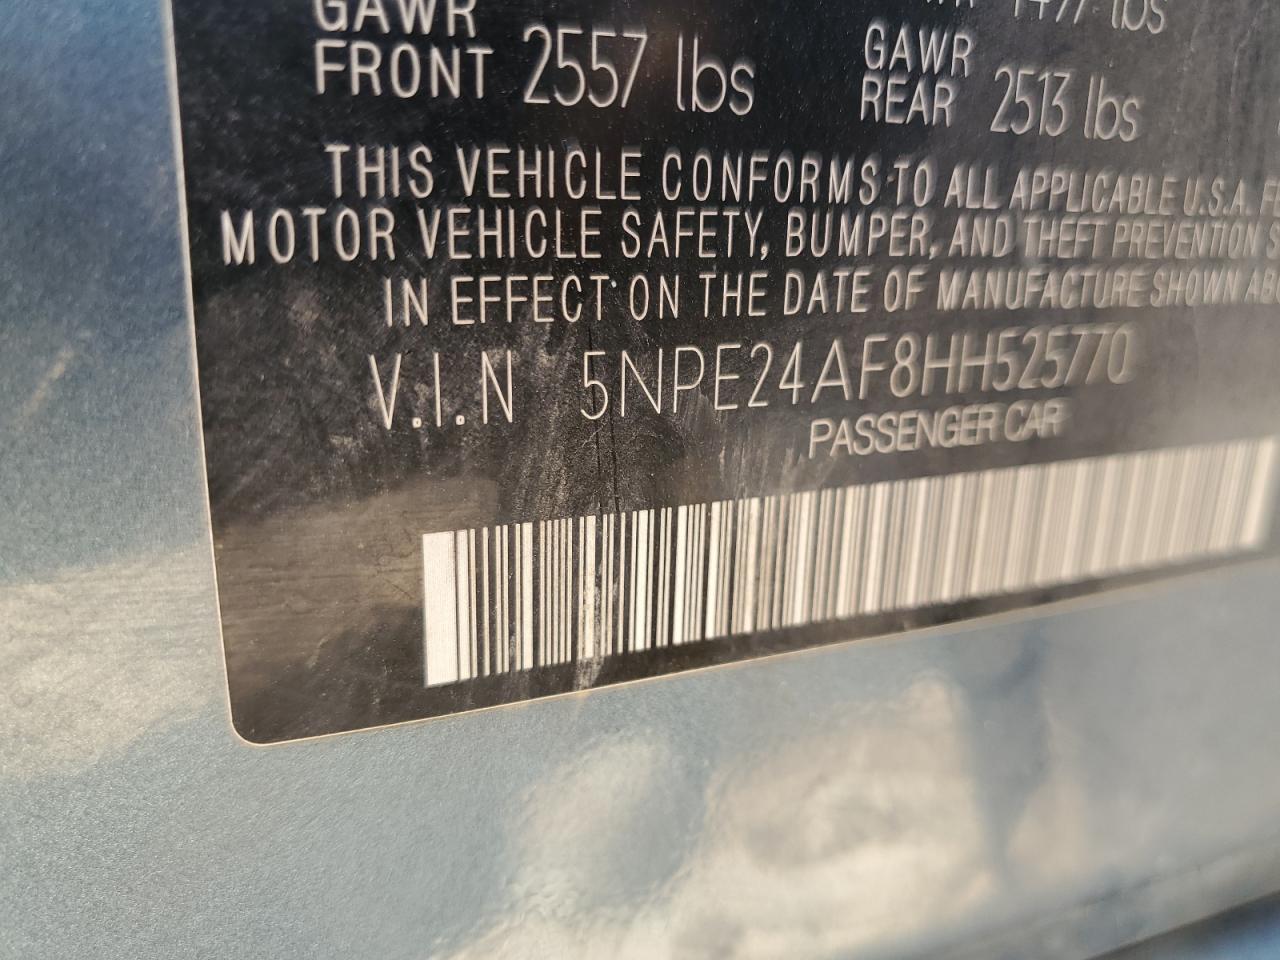 GAWR
FRONT 2557 lbs
GAWR
REAR 2513 lbs
THIS VEHICLE CONFORMS TO ALL APPLICABLE U.S.A.
MOTOR VEHICLE SAFETY, BUMPER, AND THEFT PREVENTION
IN EFFECT ON THE DATE OF MANUFACTURE SHOWN
V.I.N 5NPE24AF8HH525770
PASSENGER CAR